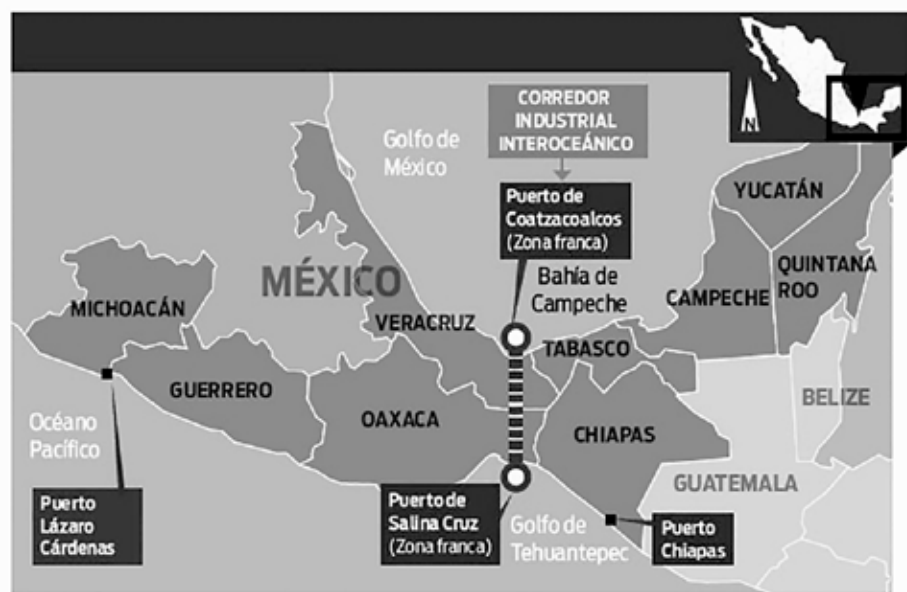 N
CORREDOR
INDUSTRIAL
INTEROCEÁNICO
Golfo de
México
Puerto de
Coatzacoalcos
(Zona franca)
YUCATÁN
QUINTANA
ROO
CAMPECHE
Bahía de
Campeche
MÉXICO
MICHOACÁN
VERACRUZ
TABASCO
GUERRERO
OAXACA
CHIAPAS
BELIZE
GUATEMALA
Océano
Pacífico
Puerto
Lázaro
Cárdenas
Puerto de
Salina Cruz
(Zona franca)
Golfo de
Tehuantepec
Puerto
Chiapas